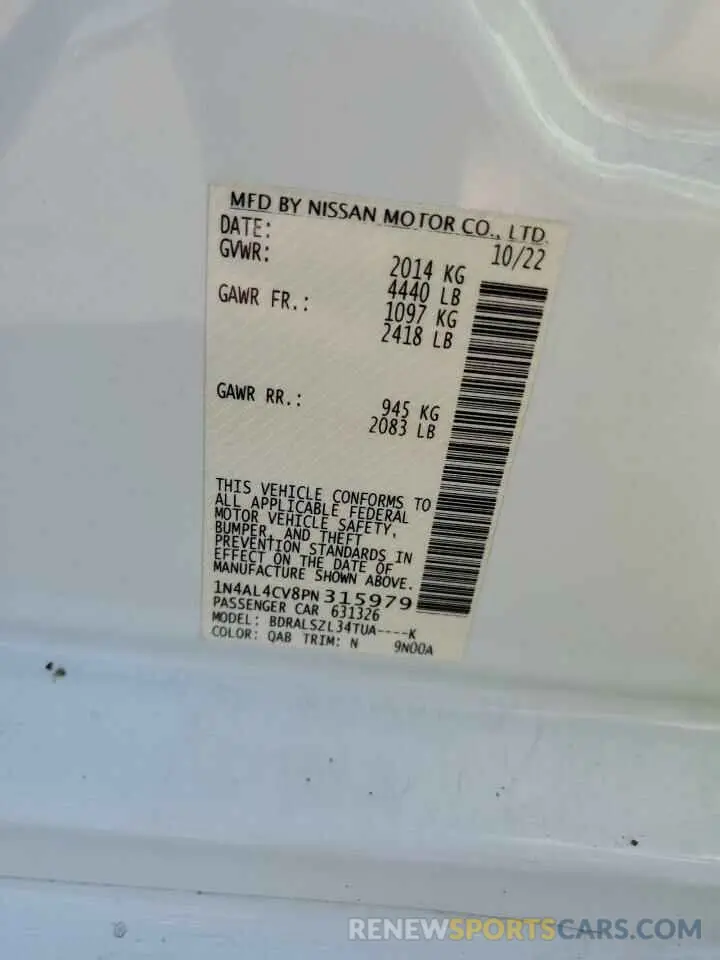 MFD BY NISSAN MOTOR CO., LTD.
DATE: 10/22
GVWR: 2014 KG
4440 LB
GAWR FR.: 1097 KG
2418 LB
GAWR RR.: 945 KG
2083 LB
THIS VEHICLE CONFORMS TO
ALL APPLICABLE FEDERAL
MOTOR VEHICLE SAFETY,
BUMPER, AND THEFT
PREVENTION STANDARDS IN
EFFECT ON THE DATE OF
MANUFACTURE SHOWN ABOVE.
1N4AL4CV8PN315979
PASSENGER CAR 631326
MODEL: BDRALSZL34TUA----K
COLOR: QAB TRIM: N 9N00A
RENEWSPORTSCARS.COM